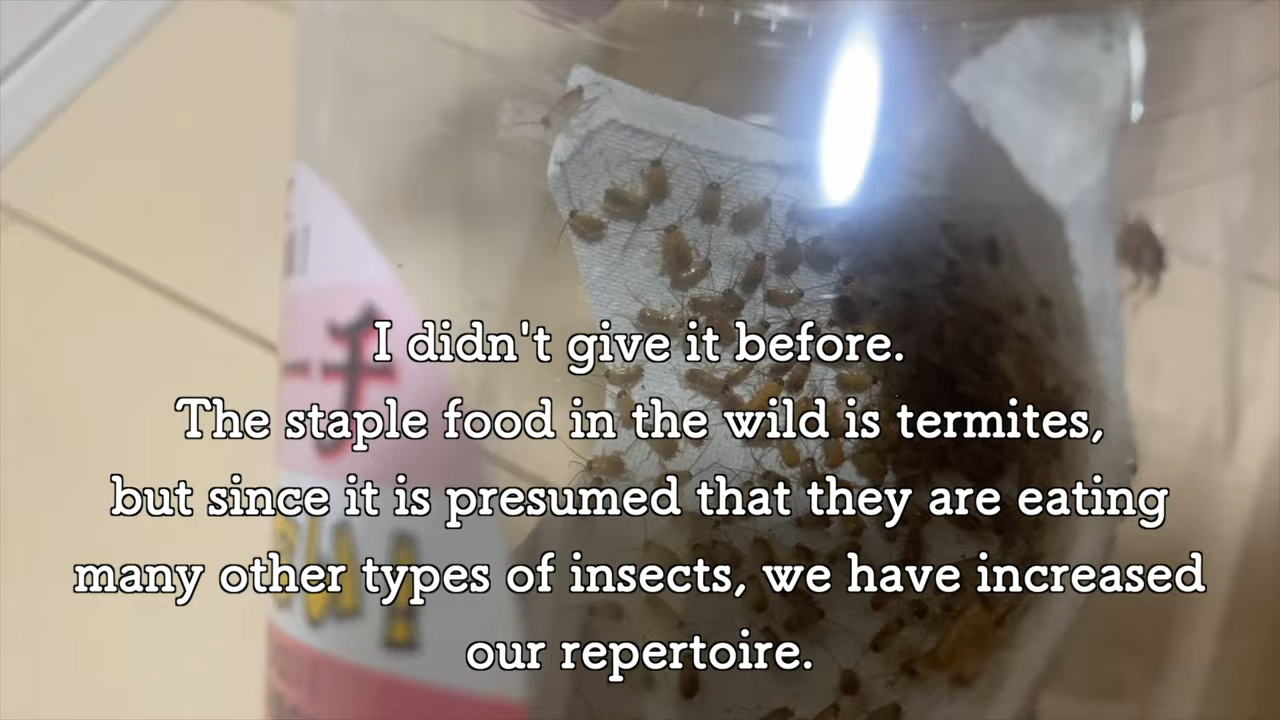 I didn't give it before.
The staple food in the wild is termites,
but since it is presumed that they are eating
many other types of insects, we have increased
our repertoire.